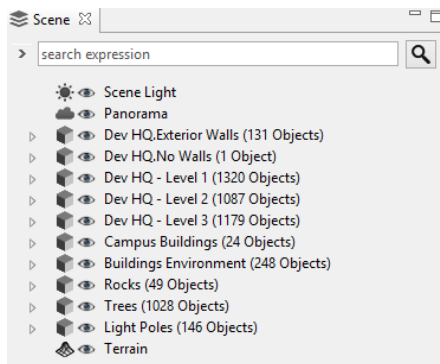 Scene
search expression
Scene Light
Panorama
Dev HQ.Exterior Walls (131 Objects)
Dev HQ.No Walls (1 Object)
Dev HQ - Level 1 (1320 Objects)
Dev HQ - Level 2 (1087 Objects)
Dev HQ - Level 3 (1179 Objects)
Campus Buildings (24 Objects)
Buildings Environment (248 Objects)
Rocks (49 Objects)
Trees (1028 Objects)
Light Poles (146 Objects)
Terrain